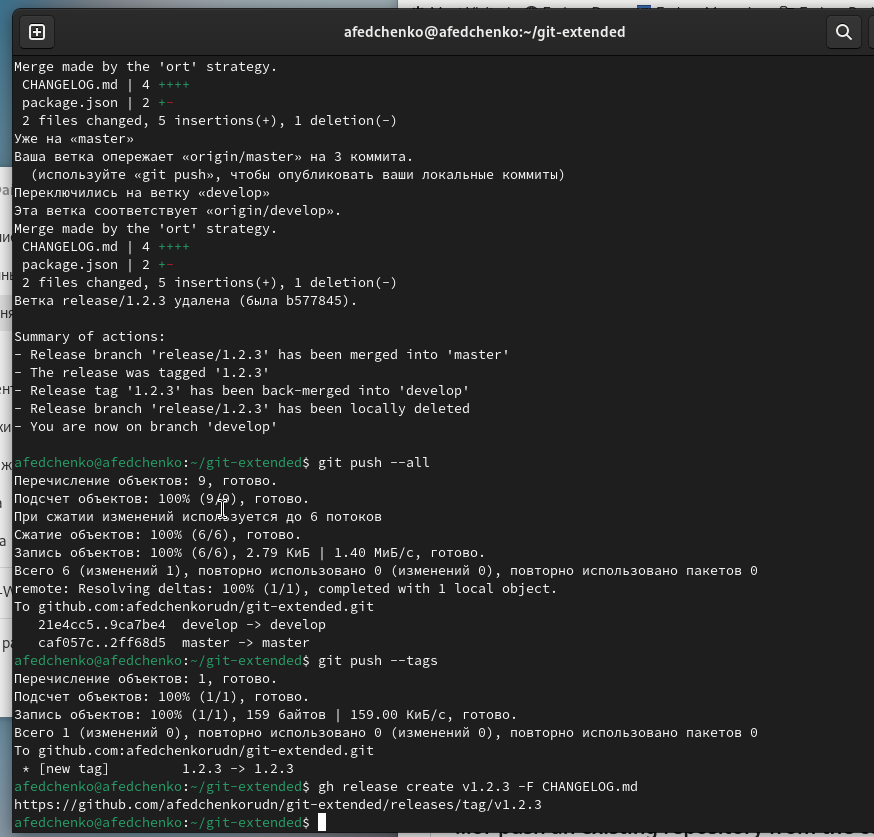 afedchenko@afedchenko:~/git-extended
Merge made by the 'ort' strategy.
 CHANGELOG.md | 4 ++++
 package.json | 2 +-
 2 files changed, 5 insertions(+), 1 deletion(-)
Уже на «master»
Ваша ветка опережает «origin/master» на 3 коммита.
  (используйте «git push», чтобы опубликовать ваши локальные коммиты)
Переключились на ветку «develop»
Эта ветка соответствует «origin/develop».
Merge made by the 'ort' strategy.
 CHANGELOG.md | 4 ++++
 package.json | 2 +-
 2 files changed, 5 insertions(+), 1 deletion(-)
Ветка release/1.2.3 удалена (была b577845).
Summary of actions:
- Release branch 'release/1.2.3' has been merged into 'master'
- The release was tagged '1.2.3'
- Release tag '1.2.3' has been back-merged into 'develop'
- Release branch 'release/1.2.3' has been locally deleted
- You are now on branch 'develop'
afedchenko@afedchenko:~/git-extended$ git push --all
Перечисление объектов: 9, готово.
Подсчет объектов: 100% (9/9), готово.
При сжатии изменений используется до 6 потоков
Сжатие объектов: 100% (6/6), готово.
Запись объектов: 100% (6/6), 2.79 КиБ | 1.40 МиБ/с, готово.
Всего 6 (изменений 1), повторно использовано 0 (изменений 0), повторно использовано пакетов 0
remote: Resolving deltas: 100% (1/1), completed with 1 local object.
To github.com:afedchenkorudn/git-extended.git
   21e4cc5..9ca7be4  develop -> develop
   caf057c..2ff68d5  master -> master
afedchenko@afedchenko:~/git-extended$ git push --tags
Перечисление объектов: 1, готово.
Подсчет объектов: 100% (1/1), готово.
Запись объектов: 100% (1/1), 159 байтов | 159.00 КиБ/с, готово.
Всего 1 (изменений 0), повторно использовано 0 (изменений 0), повторно использовано пакетов 0
To github.com:afedchenkorudn/git-extended.git
 * [new tag]         1.2.3 -> 1.2.3
afedchenko@afedchenko:~/git-extended$ gh release create v1.2.3 -F CHANGELOG.md
https://github.com/afedchenkorudn/git-extended/releases/tag/v1.2.3
afedchenko@afedchenko:~/git-extended$